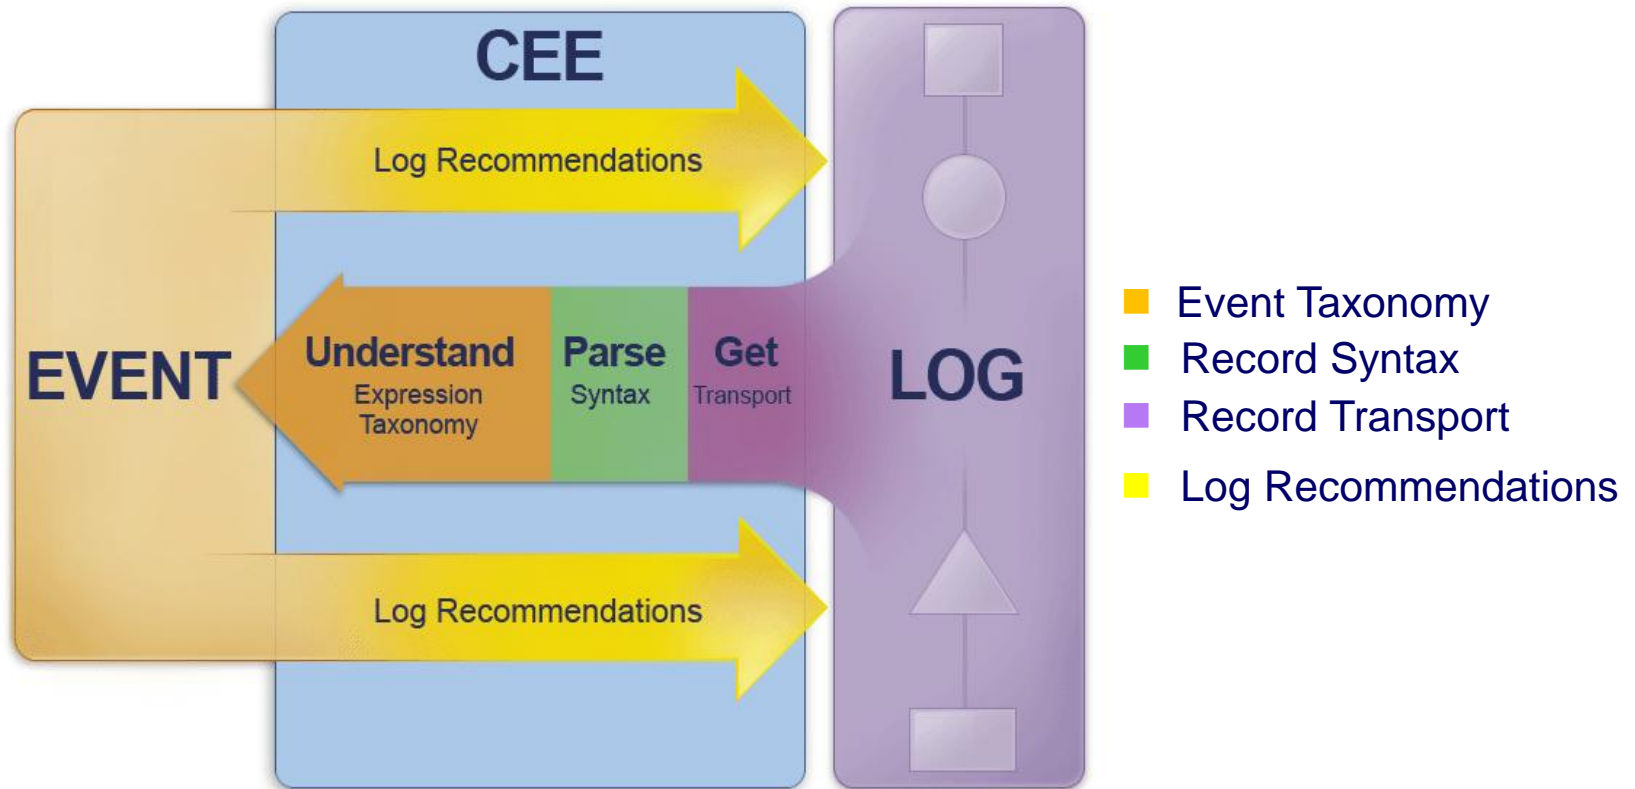 CEE
Log Recommendations
EVENT
Understand
Expression
Taxonomy
Parse
Syntax
Get
Transport
LOG
Log Recommendations
Event Taxonomy
Record Syntax
Record Transport
Log Recommendations